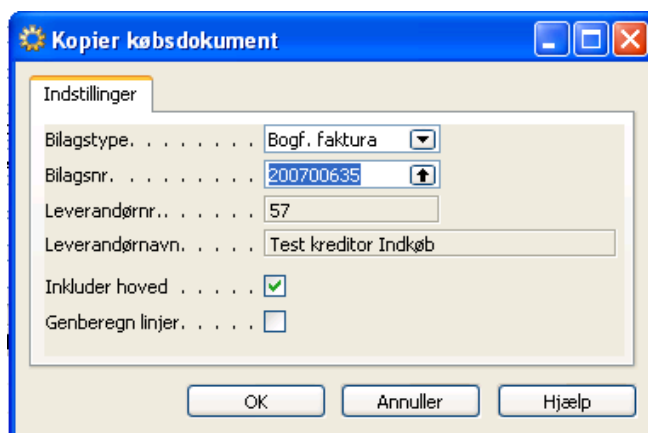 Kopier købsdokument
Indstillinger
Bilagstype. . . . . . . . Bogf. faktura
Bilagsnr. . . . . . . . . 200700635
Leverandørnr.. . . . . . 57
Leverandørnavn. . . . . Test kreditor Indkøb
Inkluder hoved . . . . .
Genberegn linjer. . . . .
OK Annuller Hjælp